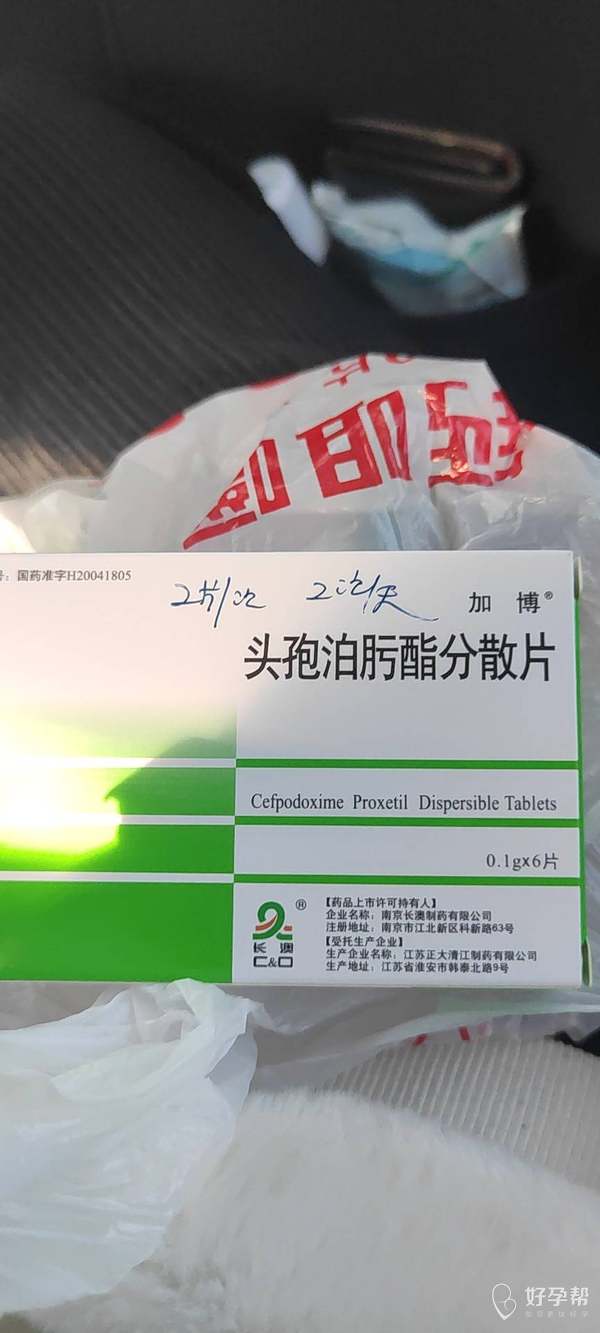 号：国药准字H20041805
2片/次 2次/天
加博®
头孢泊肟酯分散片
Cefpodoxime Proxetil Dispersible Tablets
0.1g×6片
®
长澳
C&O
【药品上市许可持有人】
企业名称：南京长澳制药有限公司
注册地址：南京市江北新区科新路63号
【受托生产企业】
生产企业名称：江苏正大清江制药有限公司
生产地址：江苏省淮安市韩泰北路9号
好孕帮